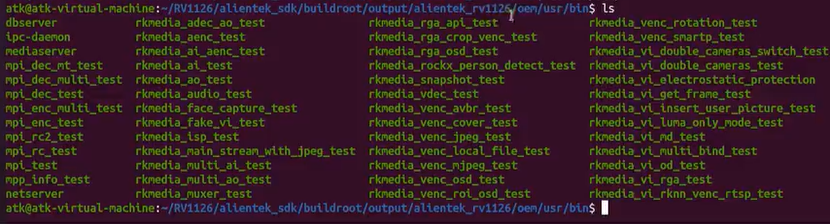 atk@atk-virtual-machine:~/RV1126/alientek_sdk/buildroot/output/alientek_rv1126/oem/usr/bin$ ls
dbserver rkmedia_adec_ao_test rkmedia_rga_api_test rkmedia_venc_rotation_test
ipc-daemon rkmedia_aenc_test rkmedia_rga_crop_venc_test rkmedia_venc_smartp_test
mediaserver rkmedia_ai_aenc_test rkmedia_rga_osd_test rkmedia_vi_double_cameras_switch_test
mpi_dec_mt_test rkmedia_ai_test rkmedia_rockx_person_detect_test rkmedia_vi_double_cameras_test
mpi_dec_multi_test rkmedia_ao_test rkmedia_snapshot_test rkmedia_vi_electrostatic_protection
mpi_dec_test rkmedia_audio_test rkmedia_vdec_test rkmedia_vi_get_frame_test
mpi_enc_multi_test rkmedia_face_capture_test rkmedia_venc_avbr_test rkmedia_vi_insert_user_picture_test
mpi_enc_test rkmedia_fake_vi_test rkmedia_venc_cover_test rkmedia_vi_luma_only_mode_test
mpi_rc2_test rkmedia_isp_test rkmedia_venc_jpeg_test rkmedia_vi_md_test
mpi_rc_test rkmedia_main_stream_with_jpeg_test rkmedia_venc_local_file_test rkmedia_vi_multi_bind_test
mpi_test rkmedia_multi_ai_test rkmedia_venc_mjpeg_test rkmedia_vi_od_test
mpp_info_test rkmedia_multi_ao_test rkmedia_venc_osd_test rkmedia_vi_rga_test
netserver rkmedia_muxer_test rkmedia_venc_roi_osd_test rkmedia_vi_rknn_venc_rtsp_test
atk@atk-virtual-machine:~/RV1126/alientek_sdk/buildroot/output/alientek_rv1126/oem/usr/bin$